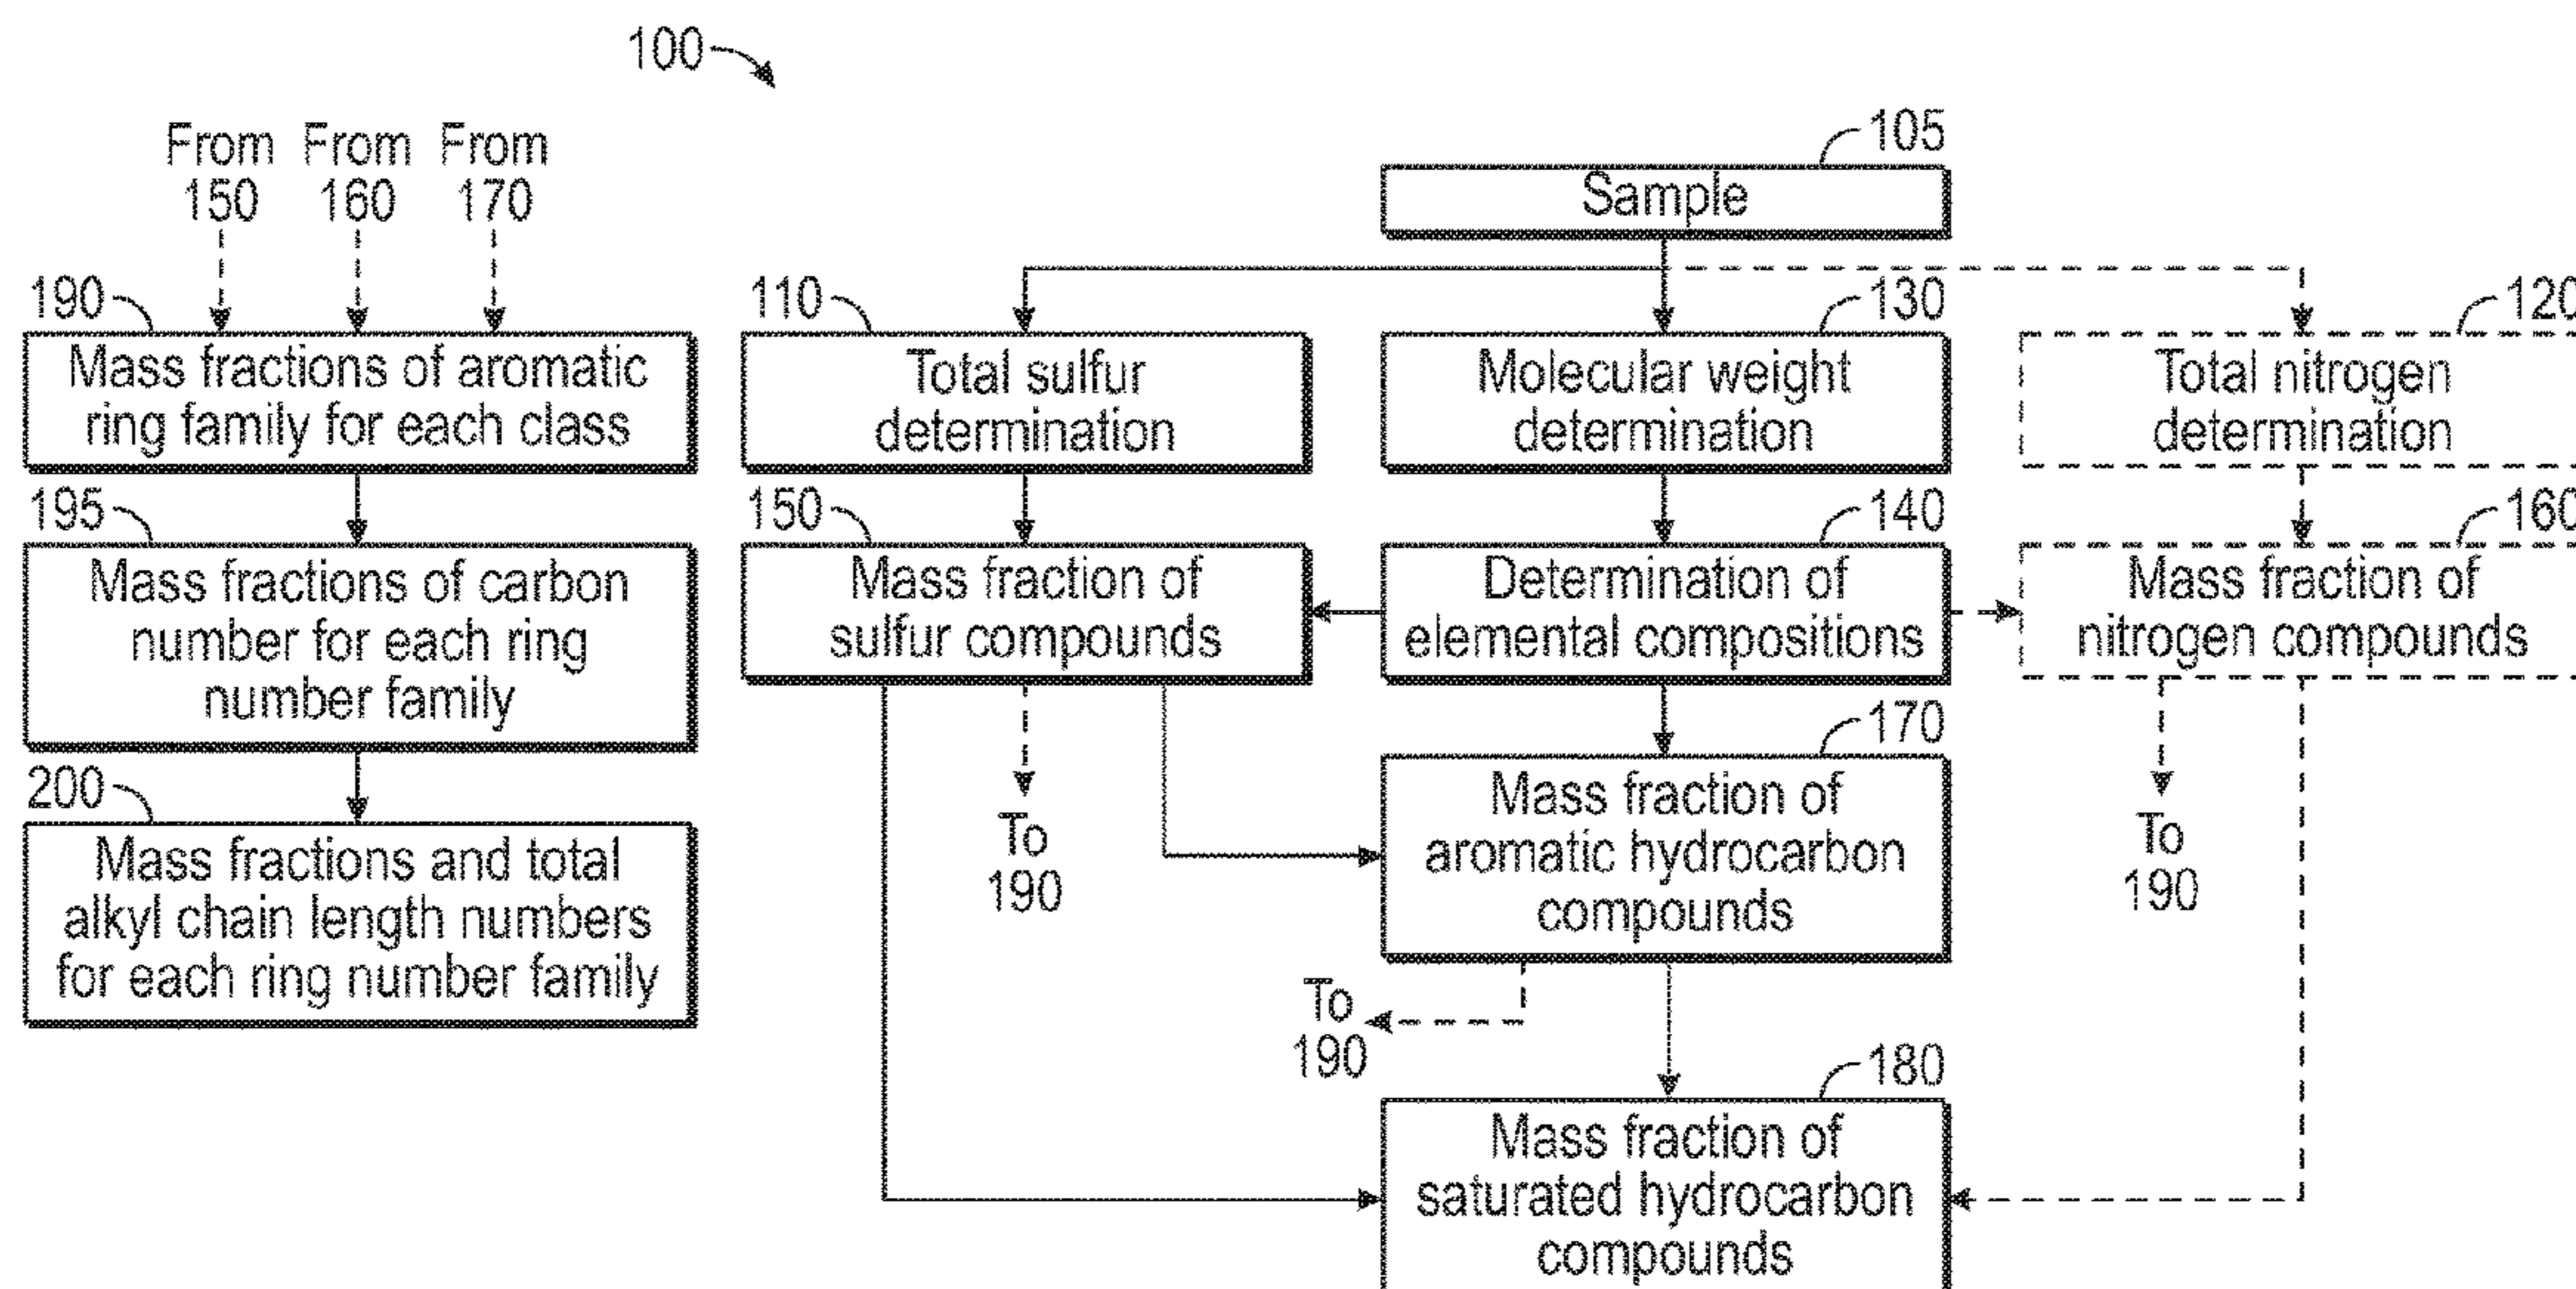 100
From From From
150 160 170
190
Mass fractions of aromatic
ring family for each class
195
Mass fractions of carbon
number for each ring
number family
200
Mass fractions and total
alkyl chain length numbers
for each ring number family
105
Sample
110
Total sulfur
determination
130
Molecular weight
determination
120
Total nitrogen
determination
150
Mass fraction of
sulfur compounds
140
Determination of
elemental compositions
160
Mass fraction of
nitrogen compounds
To
190
170
Mass fraction of
aromatic hydrocarbon
compounds
To
190
To
190
180
Mass fraction of
saturated hydrocarbon
compounds